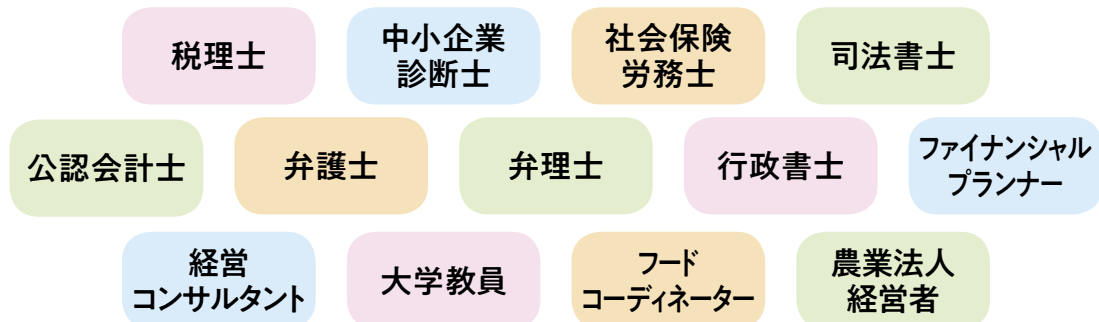 税理士
中小企業
診断士
社会保険
労務士
司法書士
公認会計士
弁護士
弁理士
行政書士
ファイナンシャル
プランナー
経営
コンサルタント
大学教員
フード
コーディネーター
農業法人
経営者